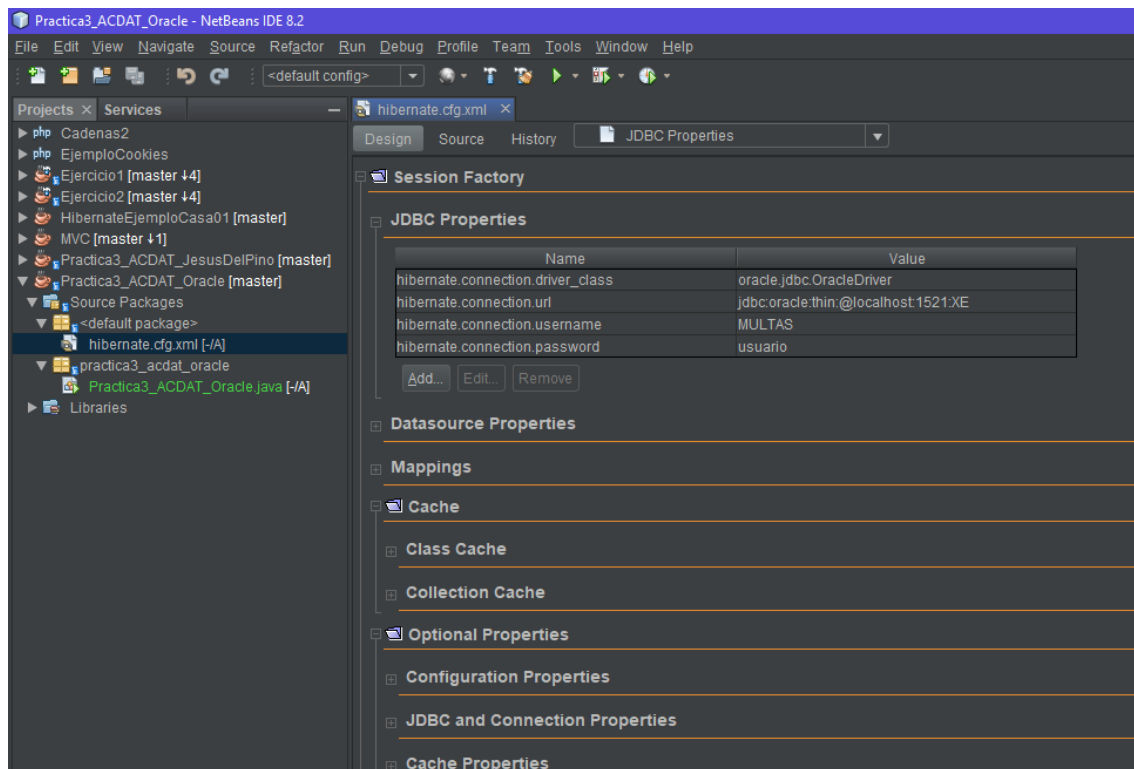 Practica3_ACDAT_Oracle - NetBeans IDE 8.2
File Edit View Navigate Source Refactor Run Debug Profile Team Tools Window Help
<default config>
Projects × Services
hibernate.cfg.xml ×
php Cadenas2
php EjemploCookies
Ejercicio1 [master ↓4]
Ejercicio2 [master ↓4]
HibernateEjemploCasa01 [master]
MVC [master ↓1]
Practica3_ACDAT_JesusDelPino [master]
Practica3_ACDAT_Oracle [master]
Source Packages
<default package>
hibernate.cfg.xml [-/A]
practica3_acdat_oracle
Practica3_ACDAT_Oracle.java [-/A]
Libraries
Design Source History JDBC Properties
Session Factory
JDBC Properties
Name Value
hibernate.connection.driver_class oracle.jdbc.OracleDriver
hibernate.connection.url jdbc:oracle:thin:@localhost:1521:XE
hibernate.connection.username MULTAS
hibernate.connection.password usuario
Add... Edit... Remove
Datasource Properties
Mappings
Cache
Class Cache
Collection Cache
Optional Properties
Configuration Properties
JDBC and Connection Properties
Cache Properties